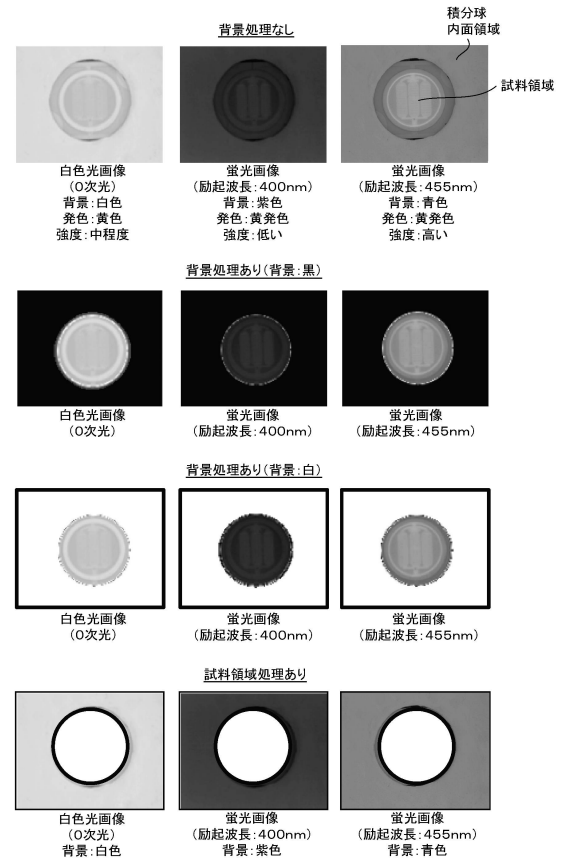 背景処理なし
積分球
内面領域
試料領域
白色光画像
(0次光)
背景:白色
発色:黄色
強度:中程度
蛍光画像
(励起波長:400nm)
背景:紫色
発色:黄発色
強度:低い
蛍光画像
(励起波長:455nm)
背景:青色
発色:黄発色
強度:高い
背景処理あり(背景:黒)
白色光画像
(0次光)
蛍光画像
(励起波長:400nm)
蛍光画像
(励起波長:455nm)
背景処理あり(背景:白)
白色光画像
(0次光)
蛍光画像
(励起波長:400nm)
蛍光画像
(励起波長:455nm)
試料領域処理あり
白色光画像
(0次光)
背景:白色
蛍光画像
(励起波長:400nm)
背景:紫色
蛍光画像
(励起波長:455nm)
背景:青色